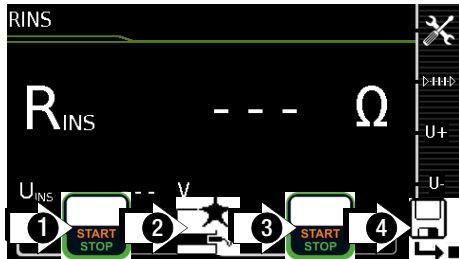 RINS
RINS --- Ω
U+
UINS -- V
U-
1 START STOP 2 3 START STOP 4